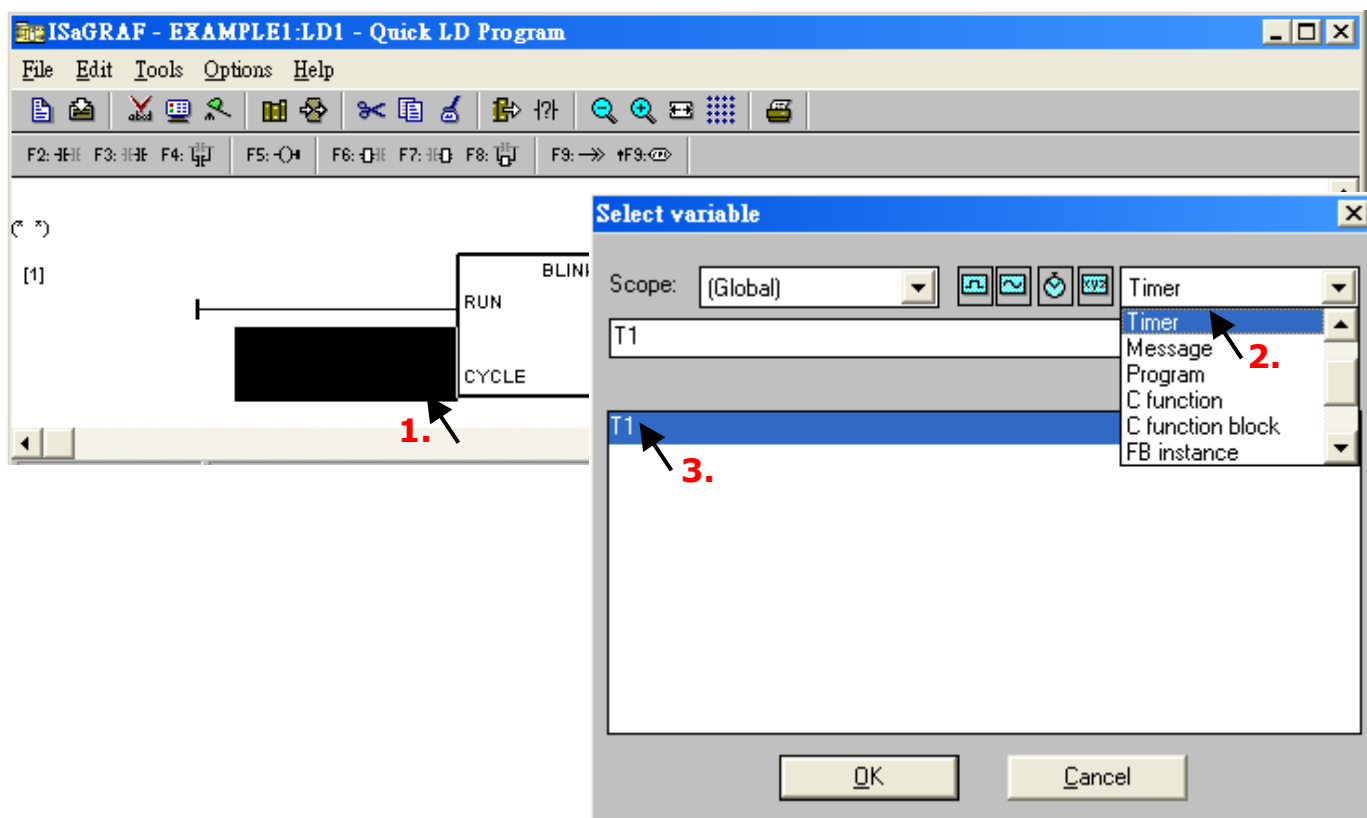 ISaGRAF - EXAMPLE1:LD1 - Quick LD Program
File Edit Tools Options Help
F2: F3: F4: F5: F6: F7: F8: F9: F9:
(* *)
[1]
BLIN
RUN
CYCLE
1.
Select variable
Scope: (Global) xyz Timer
T1
Timer
Message
Program
C function
C function block
FB instance
2.
T1
3.
OK Cancel